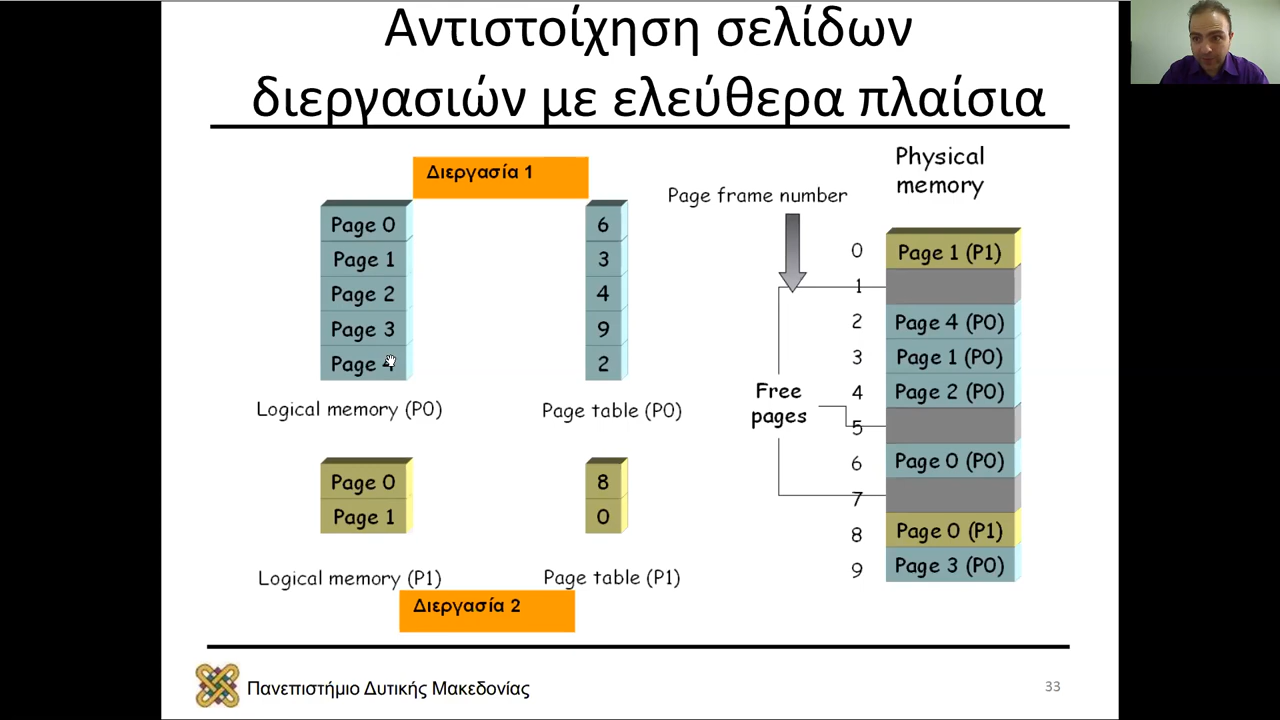 Αντιστοίχηση σελίδων
διεργασιών με ελεύθερα πλαίσια
Διεργασία 1
Page 0
Page 1
Page 2
Page 3
Page 4
Logical memory (P0)
6
3
4
9
2
Page table (P0)
Page 0
Page 1
Logical memory (P1)
8
0
Page table (P1)
Διεργασία 2
Page frame number
Free
pages
Physical
memory
0 Page 1 (P1)
1
2 Page 4 (P0)
3 Page 1 (P0)
4 Page 2 (P0)
5
6 Page 0 (P0)
7
8 Page 0 (P1)
9 Page 3 (P0)
Πανεπιστήμιο Δυτικής Μακεδονίας
33